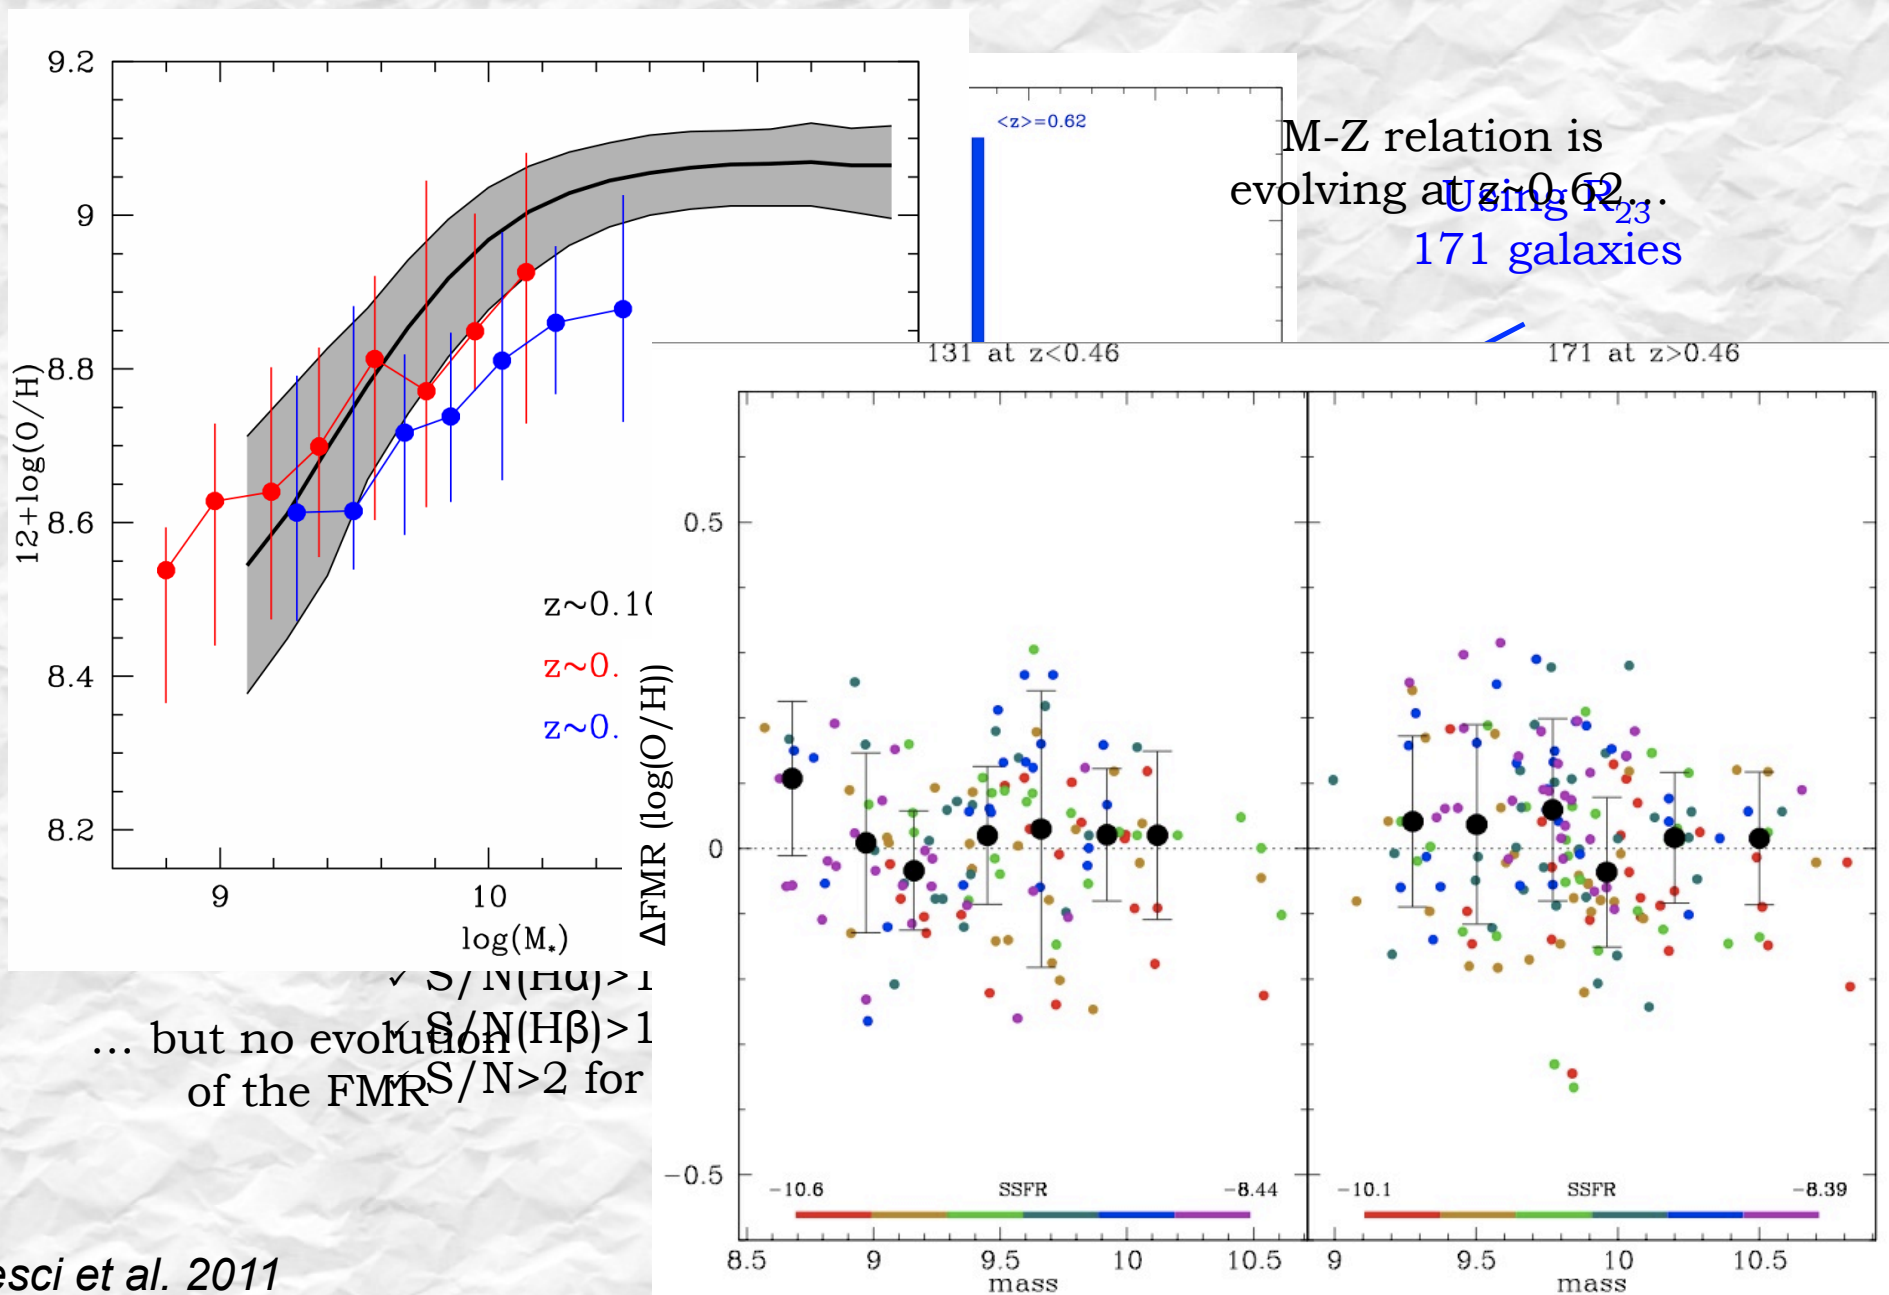 9.2
9
8.8
8.6
8.4
8.2
12+log(O/H)
9
10
log(M*)
z~0.10
z~0.
z~0.
<z>=0.62
M-Z relation is
evolving at z~0.62…
Using R23
171 galaxies
131 at z<0.46
171 at z>0.46
0.5
0
−0.5
ΔFMR (log(O/H))
−10.6 SSFR −8.44
−10.1 SSFR −8.39
8.5 9 9.5 10 10.5
9.5 10 10.5
mass
mass
✓ S/N(Hα)>1
✓ S/N(Hβ)>1
✓ S/N>2 for
… but no evolution
of the FMR
esci et al. 2011